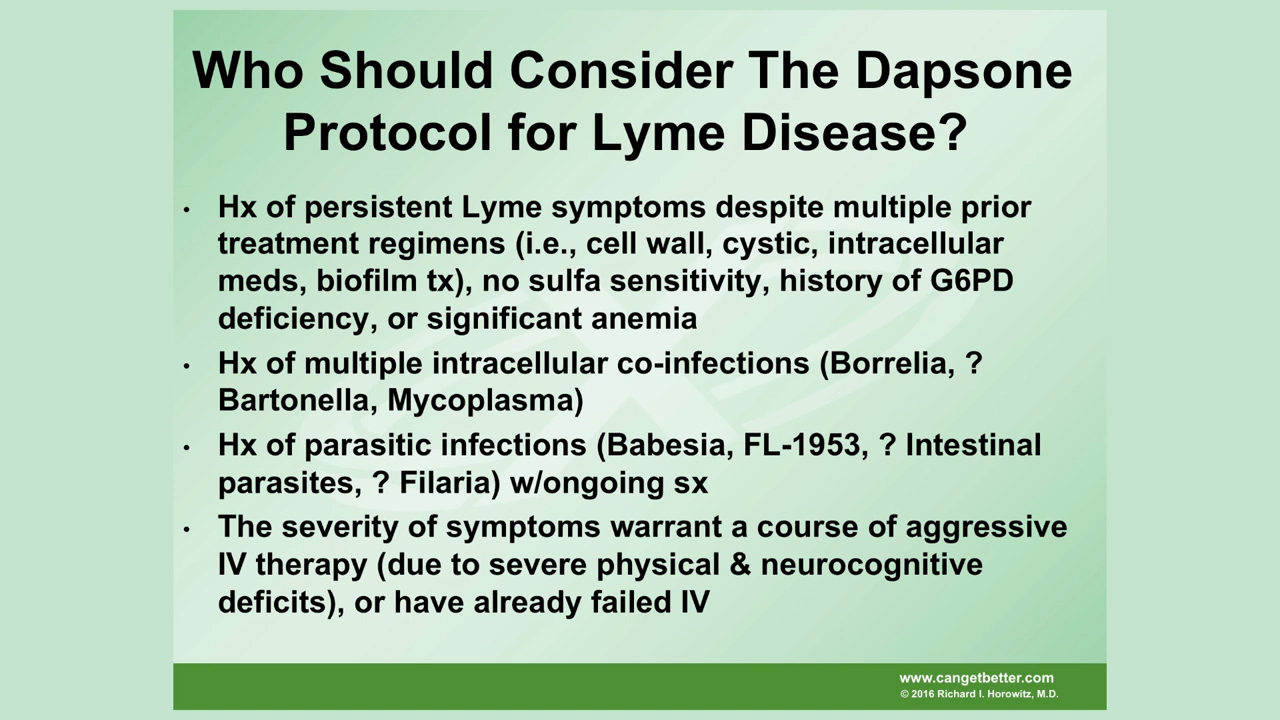 Who Should Consider The Dapsone
Protocol for Lyme Disease?
• Hx of persistent Lyme symptoms despite multiple prior
treatment regimens (i.e., cell wall, cystic, intracellular
meds, biofilm tx), no sulfa sensitivity, history of G6PD
deficiency, or significant anemia
• Hx of multiple intracellular co-infections (Borrelia, ?
Bartonella, Mycoplasma)
• Hx of parasitic infections (Babesia, FL-1953, ? Intestinal
parasites, ? Filaria) w/ongoing sx
• The severity of symptoms warrant a course of aggressive
IV therapy (due to severe physical & neurocognitive
deficits), or have already failed IV
www.cangetbetter.com
© 2016 Richard I. Horowitz, M.D.